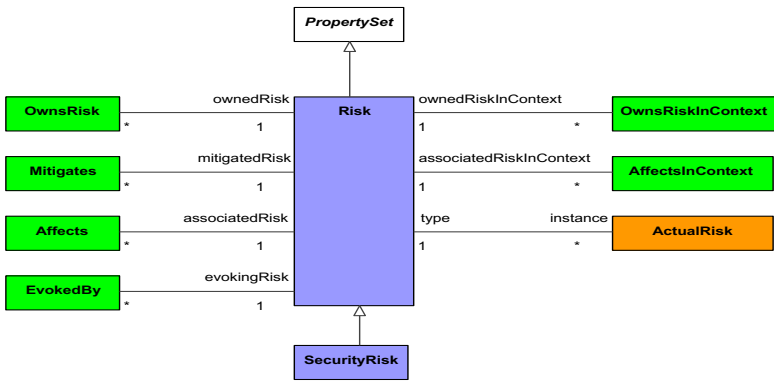 PropertySet
ownedRisk
ownedRiskInContext
OwnsRisk
Risk
OwnsRiskInContext
* 1 1 *
mitigatedRisk
associatedRiskInContext
Mitigates
AffectsInContext
* 1 1 *
associatedRisk
type
instance
Affects
ActualRisk
* 1 1 *
evokingRisk
EvokedBy
* 1
SecurityRisk